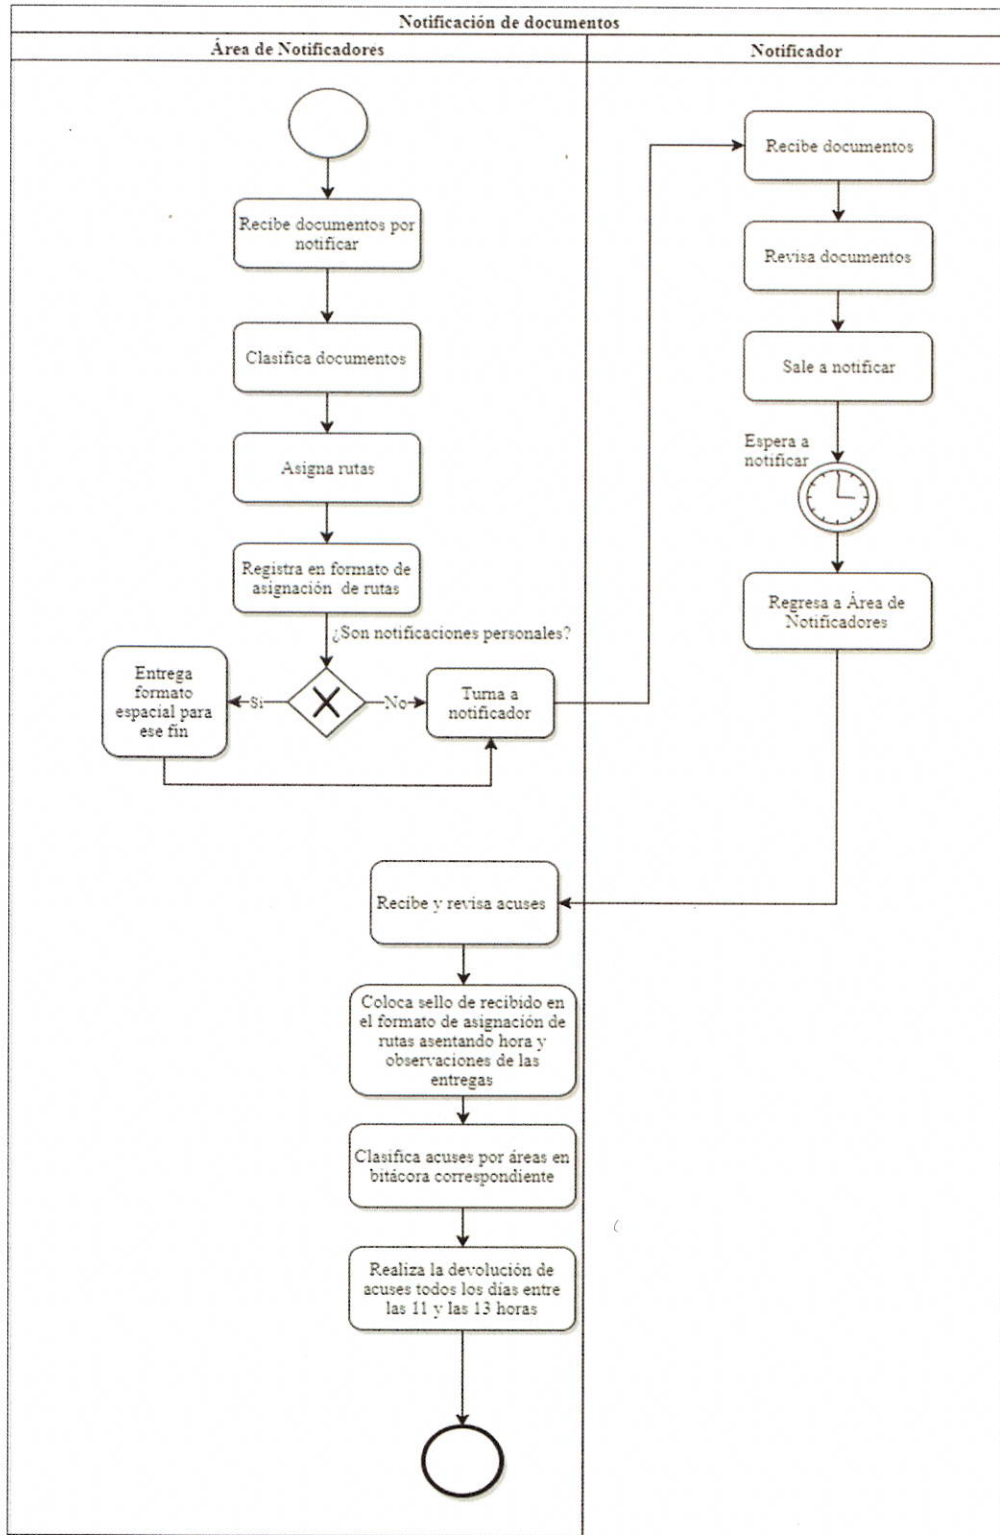 Notificación de documentos
Área de Notificadores
Notificador
Recibe documentos por
notificar
Clasifica documentos
Asigna rutas
Registra en formato de
asignación de rutas
¿Son notificaciones personales?
Entrega
formato
espacial para
ese fín
Si
No
Turna a
notificador
Recibe documentos
Revisa documentos
Sale a notificar
Espera a
notificar
Regresa a Área de
Notificadores
Recibe y revisa acuses
Coloca sello de recibido en
el formato de asignación de
rutas asentando hora y
observaciones de las
entregas
Clasifica acuses por áreas en
bitácora correspondiente
Realiza la devolución de
acuses todos los días entre
las 11 y las 13 horas